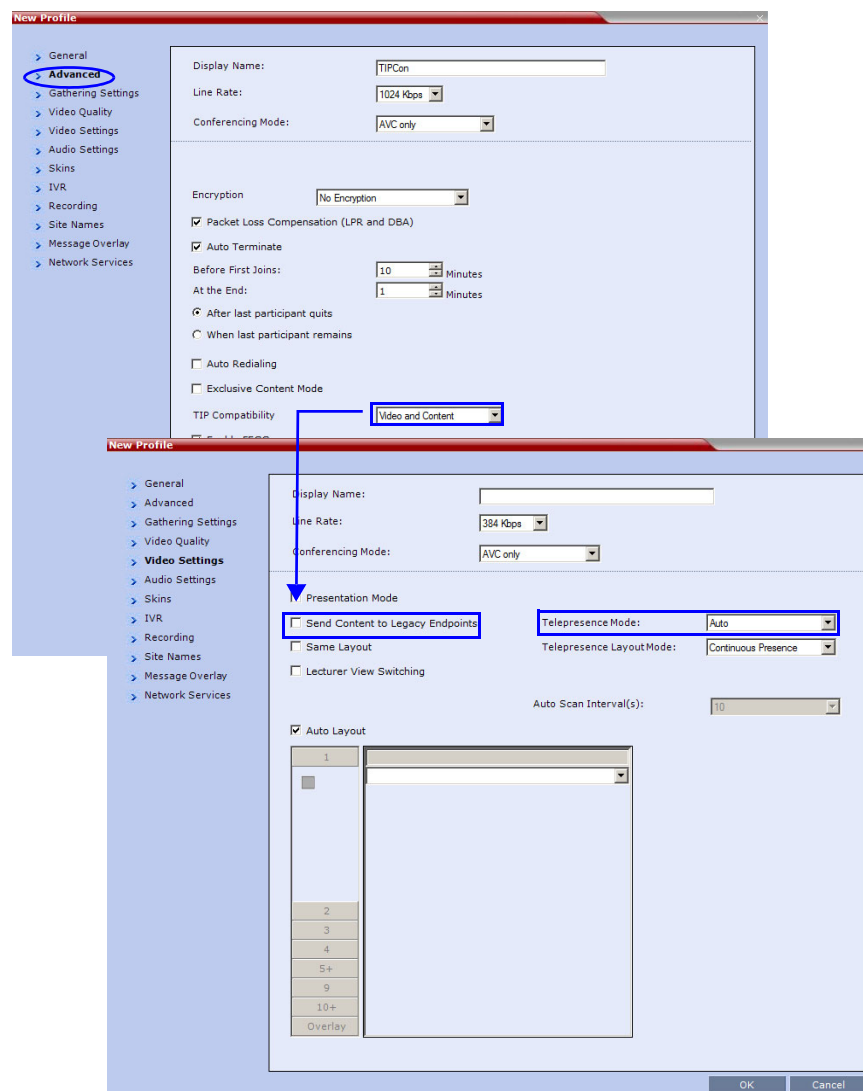 New Profile
General
Advanced
Gathering Settings
Video Quality
Video Settings
Audio Settings
Skins
IVR
Recording
Site Names
Message Overlay
Network Services
Display Name: TIPCon
Line Rate: 1024 Kbps
Conferencing Mode: AVC only
Encryption No Encryption
Packet Loss Compensation (LPR and DBA)
Auto Terminate
Before First Joins: 10 Minutes
At the End: 1 Minutes
After last participant quits
When last participant remains
Auto Redialing
Exclusive Content Mode
TIP Compatibility Video and Content
New Profile
General
Advanced
Gathering Settings
Video Quality
Video Settings
Audio Settings
Skins
IVR
Recording
Site Names
Message Overlay
Network Services
Display Name:
Line Rate: 384 Kbps
Conferencing Mode: AVC only
Presentation Mode
Send Content to Legacy Endpoints Telepresence Mode: Auto
Same Layout Telepresence Layout Mode: Continuous Presence
Lecturer View Switching
Auto Scan Interval(s): 10
Auto Layout
1
2
3
4
5+
9
10+
Overlay
OK Cancel